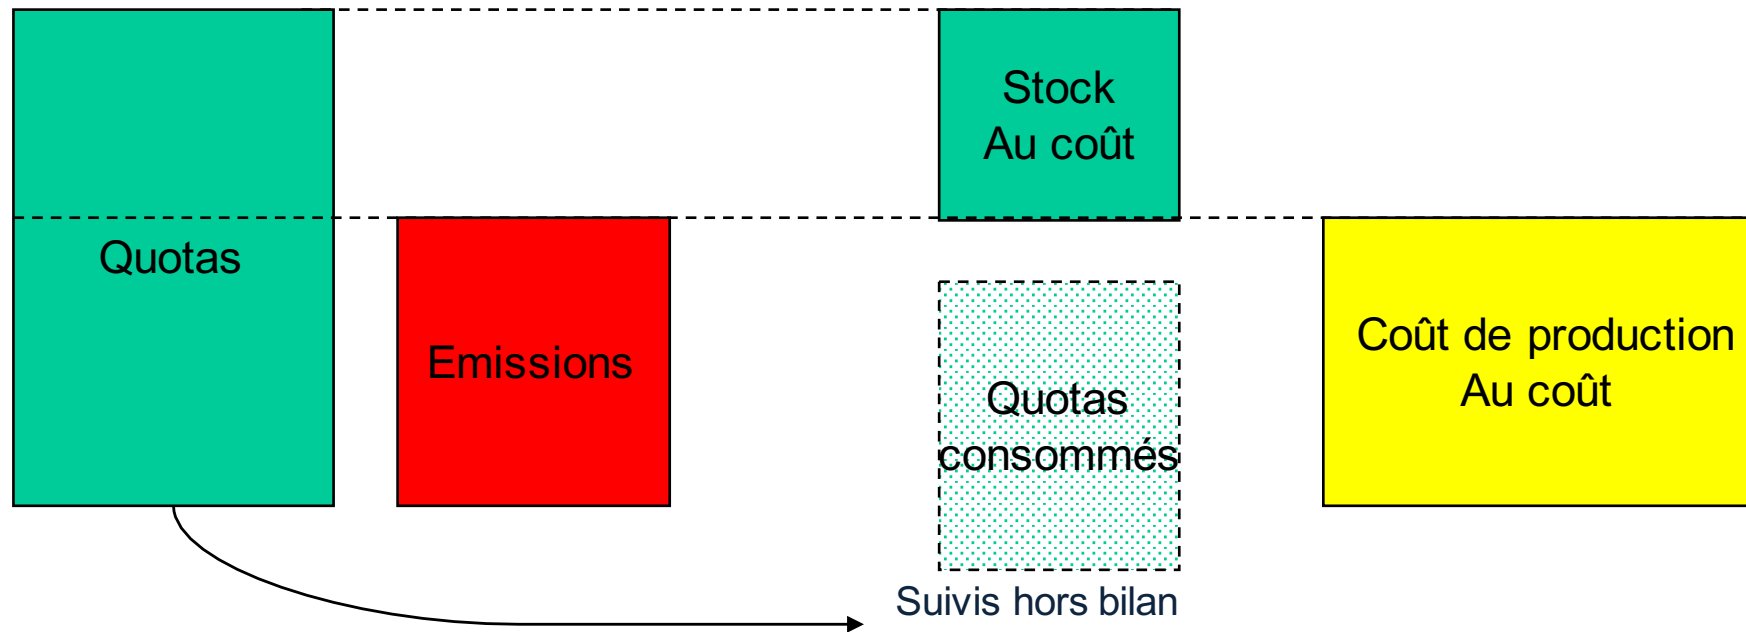 Quotas
Emissions
Stock
Au coût
Quotas
consommés
Suivis hors bilan
Coût de production
Au coût